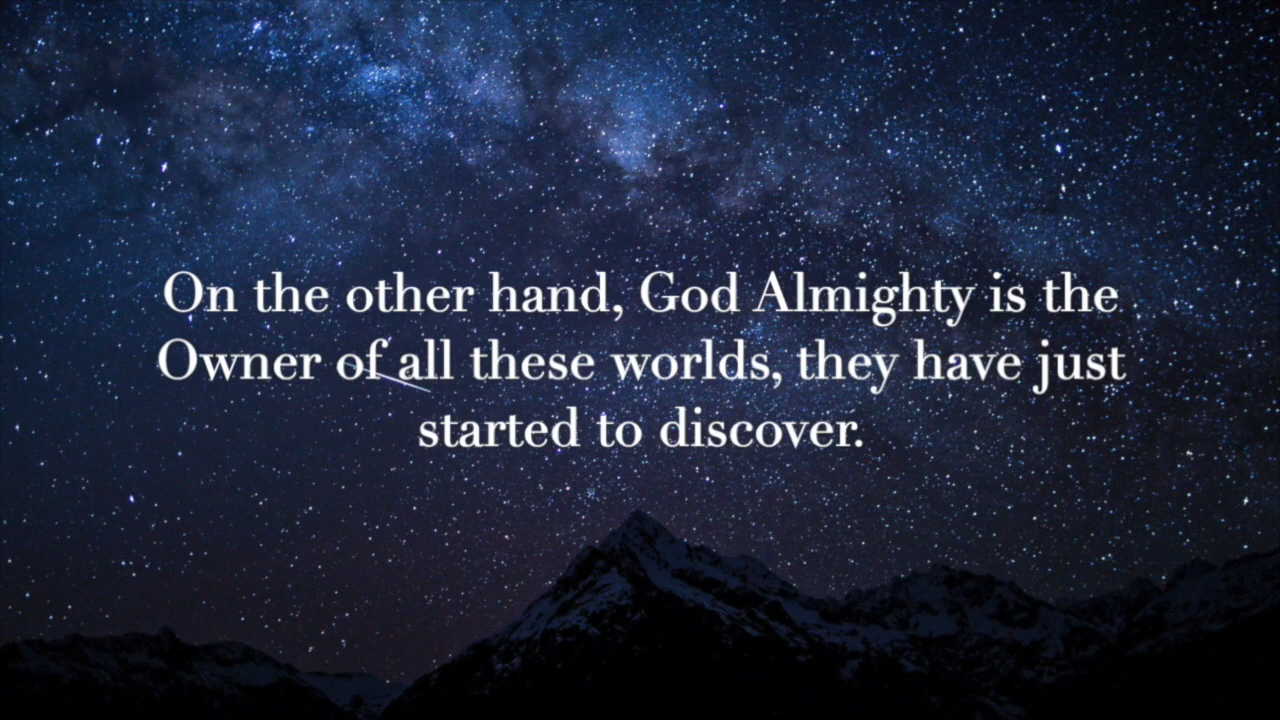 On the other hand, God Almighty is the
Owner of all these worlds, they have just
started to discover.